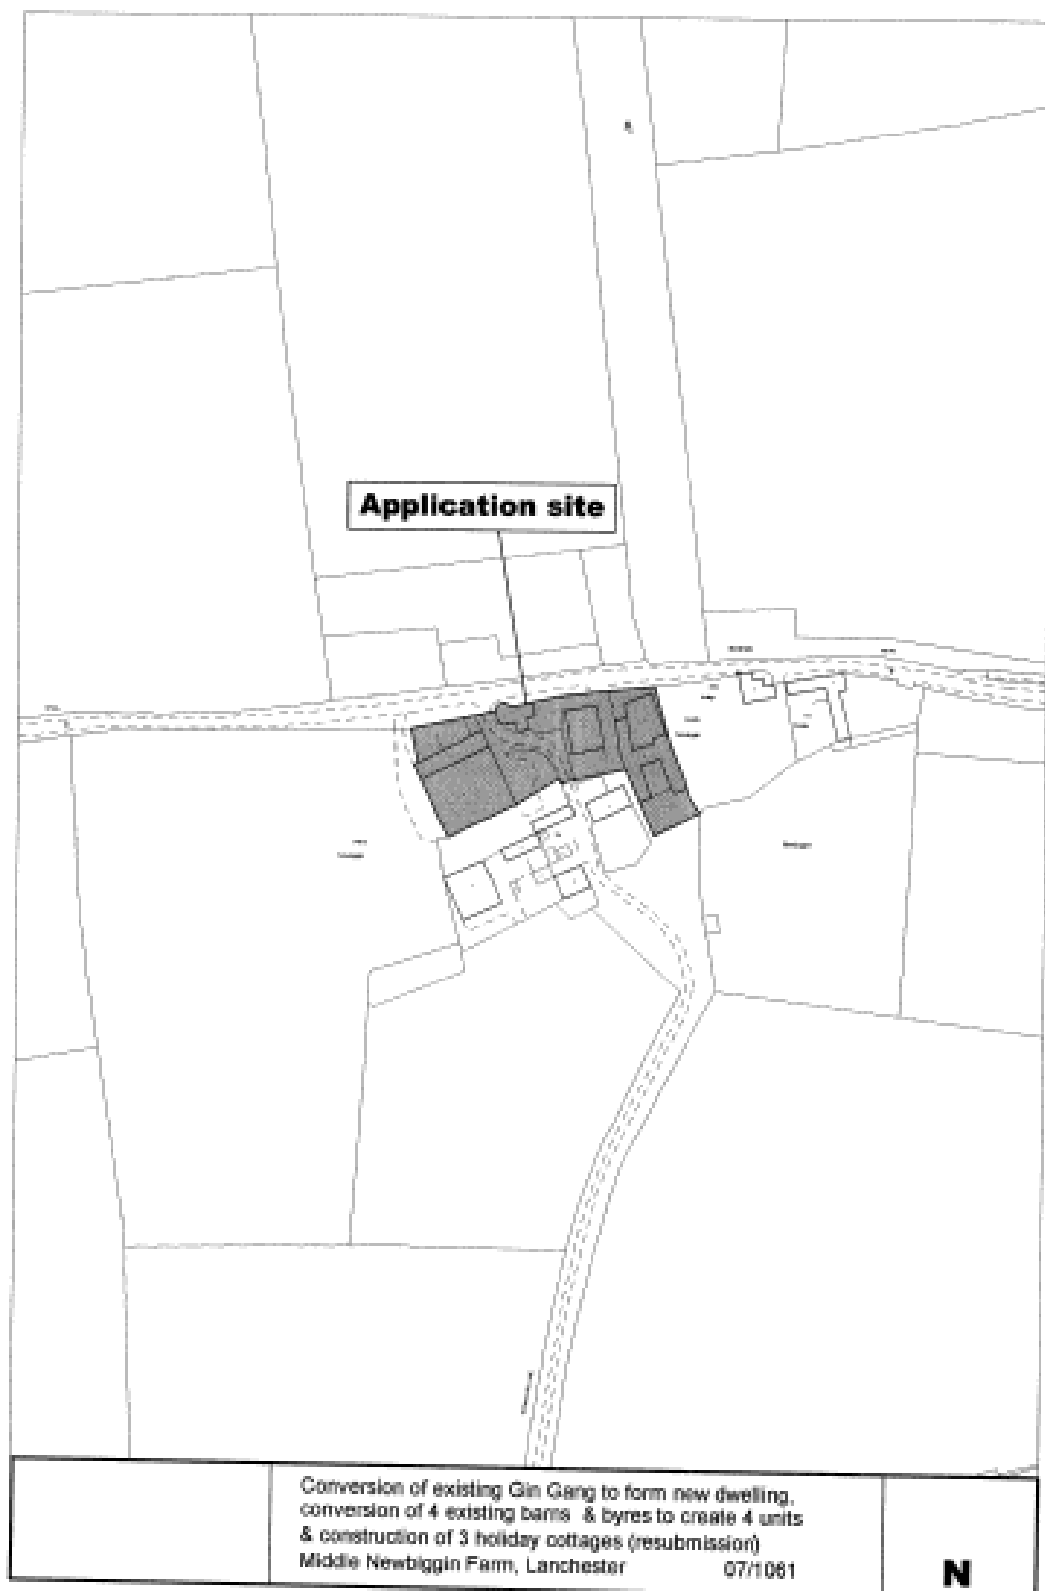 Application site
Conversion of existing Gin Gang to form new dwelling,
conversion of 4 existing barns & byres to create 4 units
& construction of 3 holiday cottages (resubmission)
Middle Newbiggin Farm, Lanchester 07/1061
N